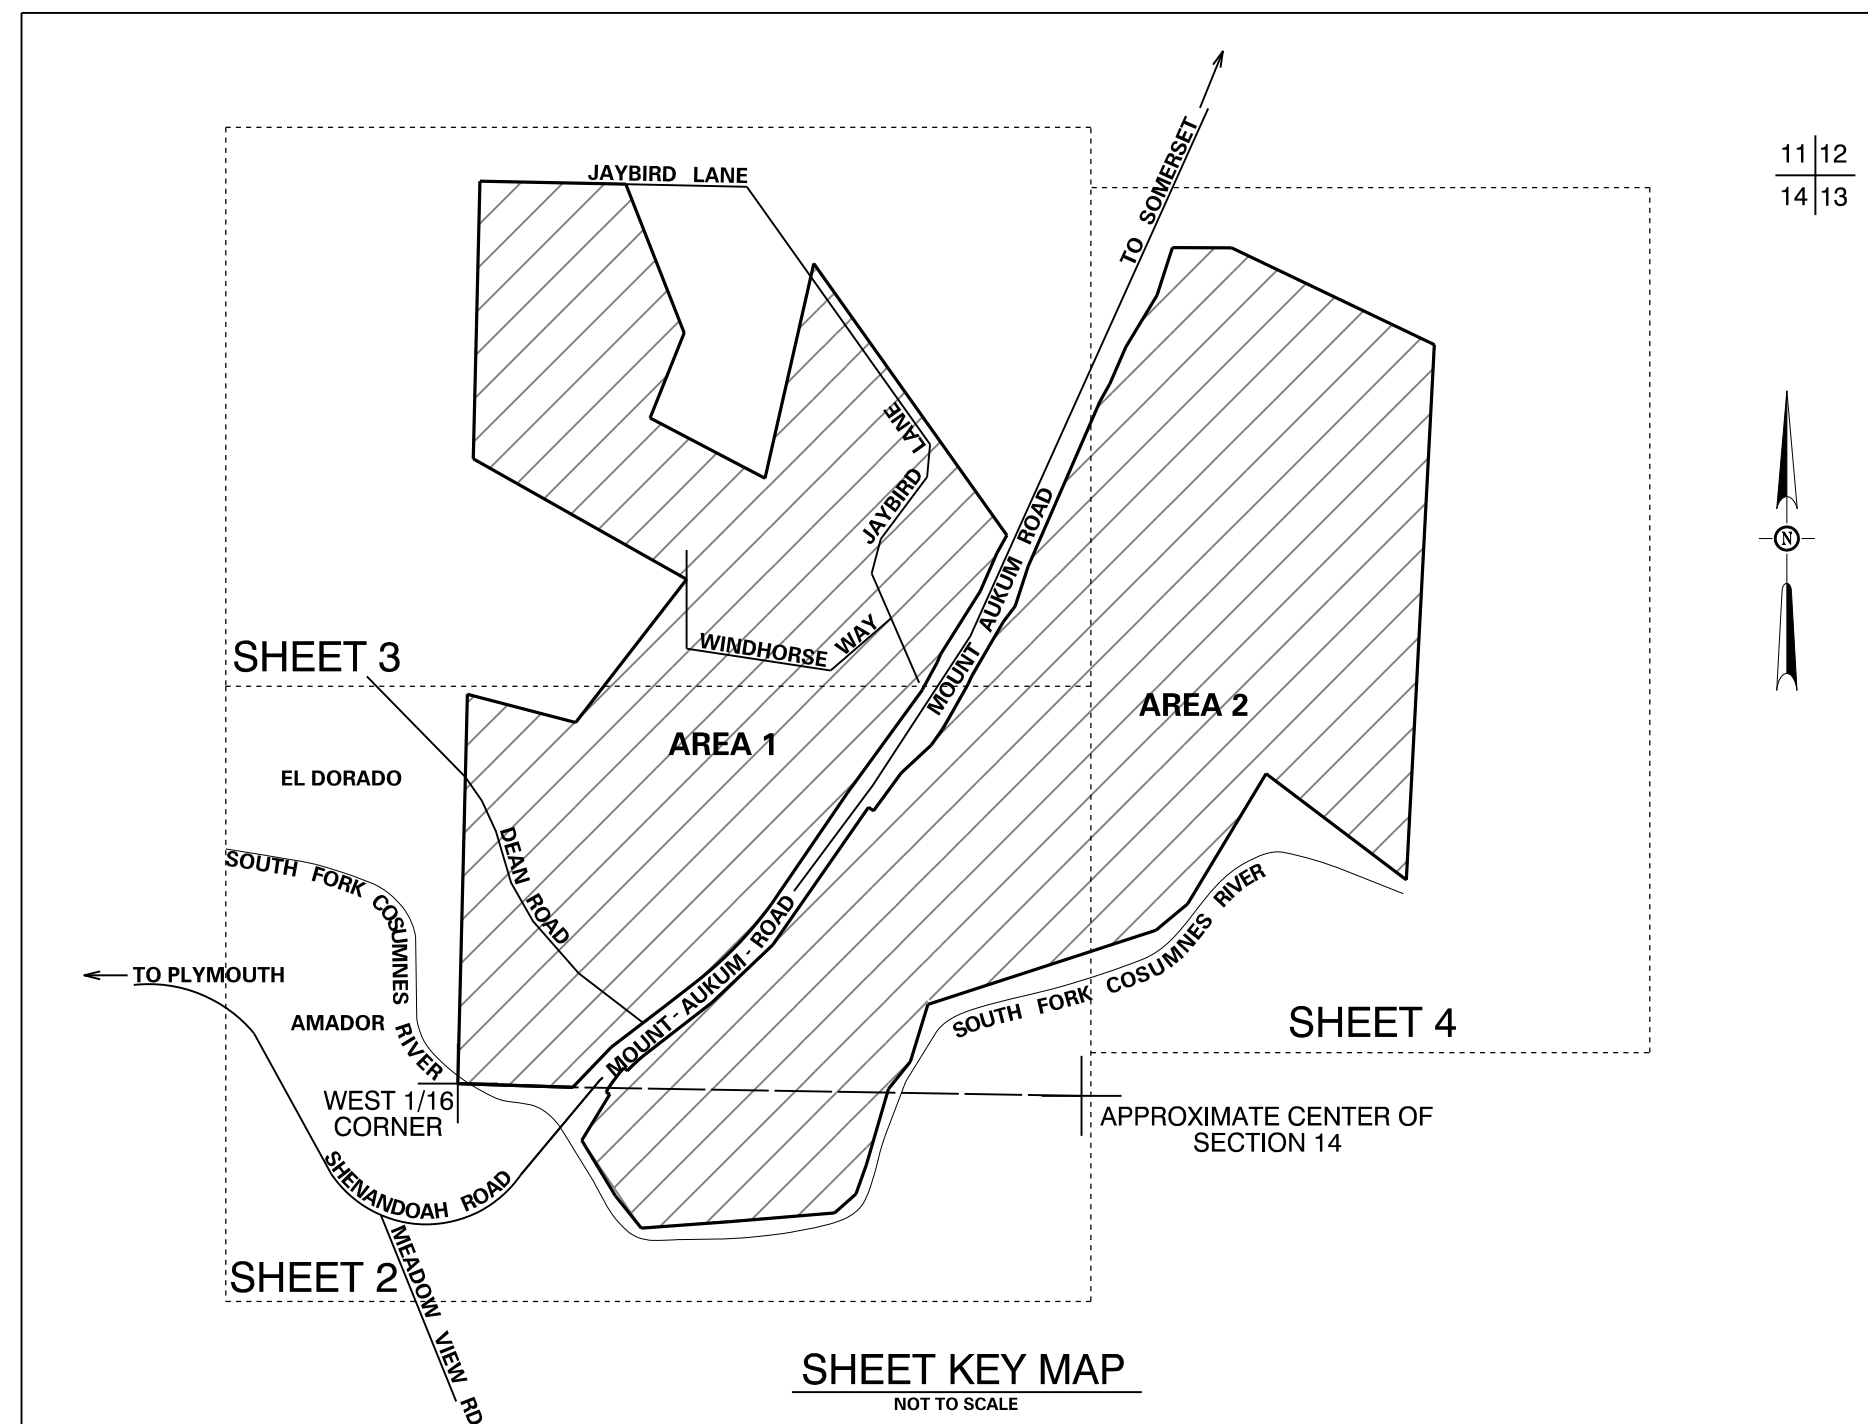 11 12
14 13
TO SOMERSET
JAYBIRD LANE
JAYBIRD LANE
N
MOUNT AUKUM ROAD
WINDHORSE WAY
SHEET 3
AREA 1
AREA 2
EL DORADO
DEAN ROAD
SOUTH FORK COSUMNES RIVER
SOUTH FORK COSUMNES RIVER
MOUNT - AUKUM - ROAD
TO PLYMOUTH
AMADOR
SHEET 4
WEST 1/16
CORNER
APPROXIMATE CENTER OF
SECTION 14
SHENANDOAH ROAD
MEADOW VIEW RD
SHEET 2
SHEET KEY MAP
NOT TO SCALE